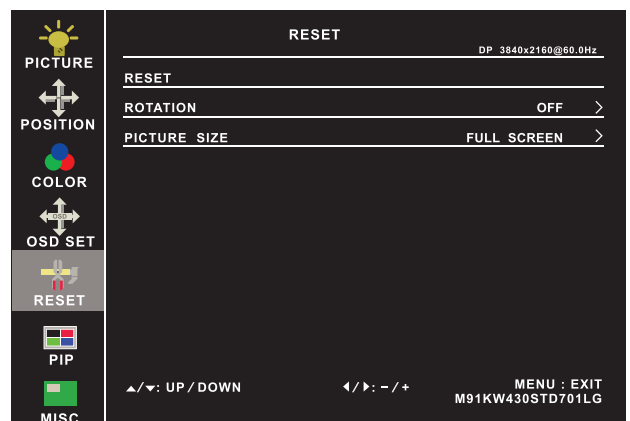 RESET
DP 3840x2160@60.0Hz
PICTURE
POSITION
COLOR
OSD
OSD SET
RESET
PIP
MISC
RESET
ROTATION OFF >
PICTURE SIZE FULL SCREEN >
▲/▼: UP/DOWN ◀/▶: -/+ MENU : EXIT
M91KW430STD701LG